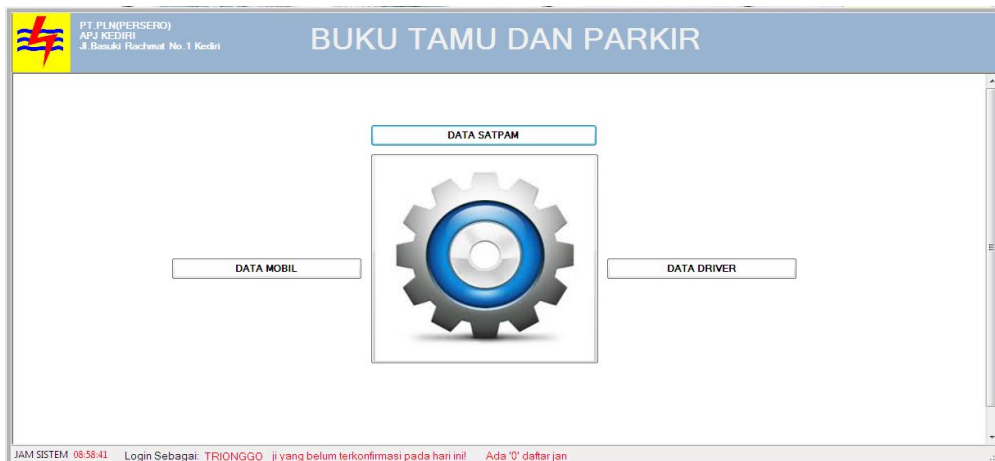 PT.PLN(PERSERO)
APJ KEDIRI
Jl.Basuki Rachmat No.1 Kediri
BUKU TAMU DAN PARKIR
DATA SATPAM
DATA MOBIL
DATA DRIVER
JAM SISTEM 08:58:41 Login Sebagai: TRIONGGO ji yang belum terkonfirmasi pada hari ini! Ada '0' daftar jan